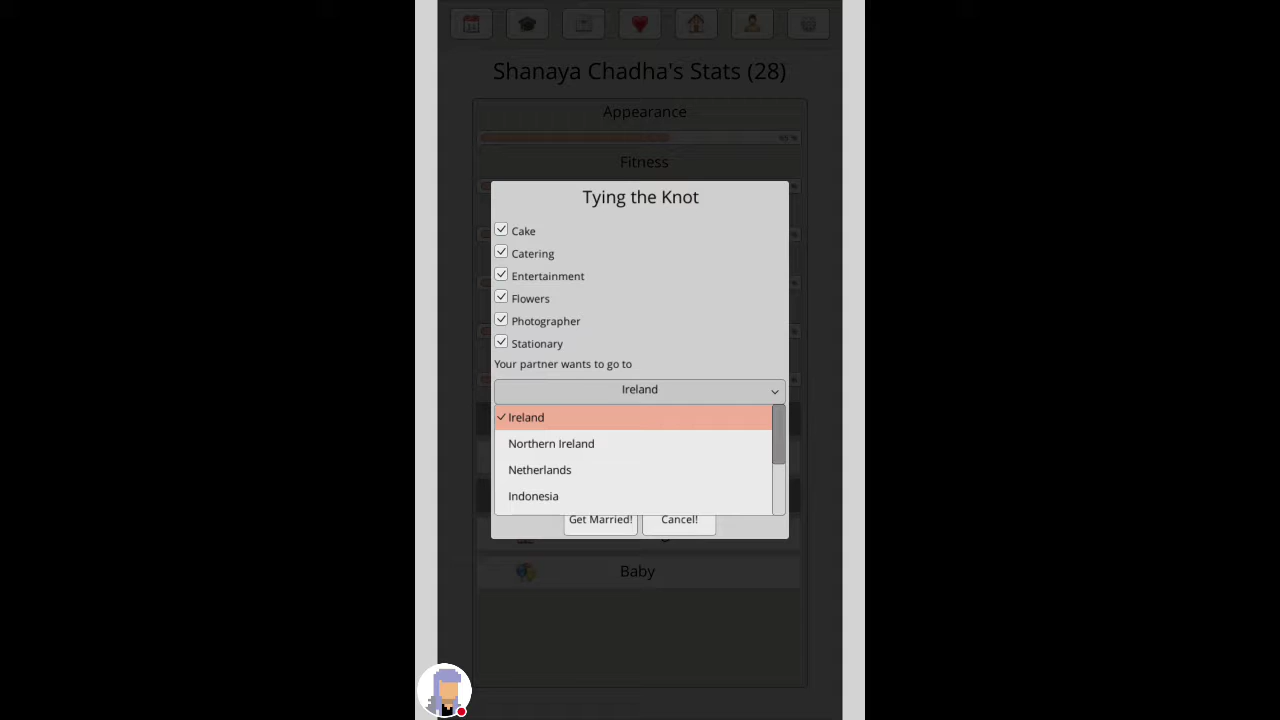 Shanaya Chadha's Stats (28)
Appearance
65 %
Fitness
Tying the Knot
Cake
Catering
Entertainment
Flowers
Photographer
Stationary
Your partner wants to go to
Ireland
Ireland
Northern Ireland
Netherlands
Indonesia
Get Married!
Cancel!
Baby